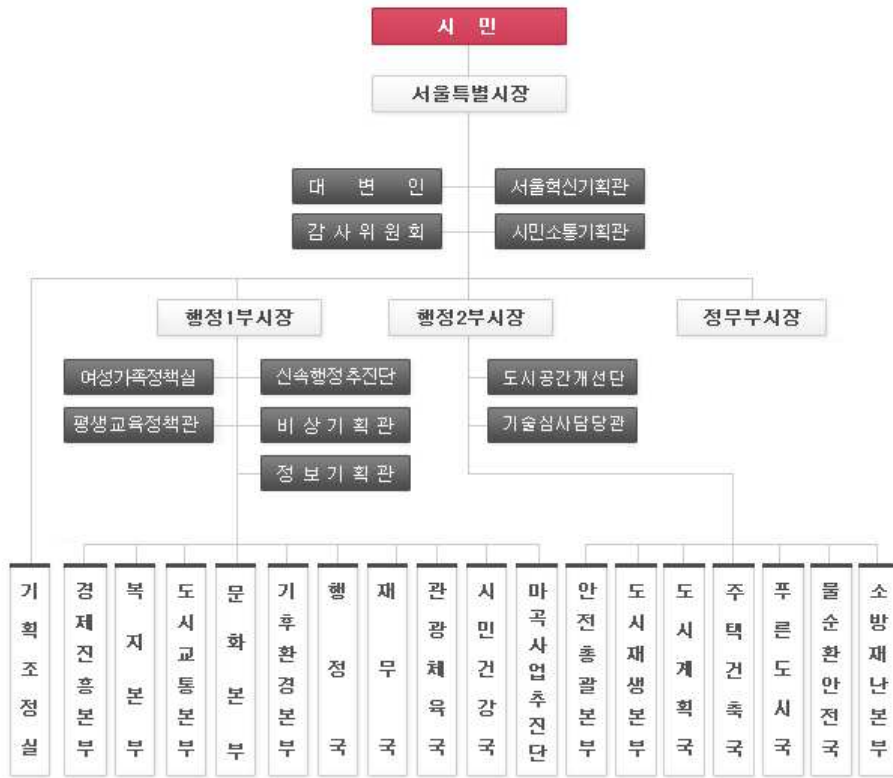 시 민
서울특별시장
대 변 인
서울혁신기획관
감 사 위 원 회
시민소통기획관
행정1부시장
행정2부시장
정무부시장
여성가족정책실
신속행정추진단
도시공간개선단
평생교육정책관
비 상 기 획 관
기술심사담당관
정 보 기 획 관
기획조정실
경제진흥본부
복지본부
도시교통본부
문화본부
기후환경본부
행정국
재무국
관광체육국
시민건강국
마곡사업추진단
안전총괄본부
도시재생본부
도시계획국
주택건축국
푸른도시국
물순환안전국
소방재난본부